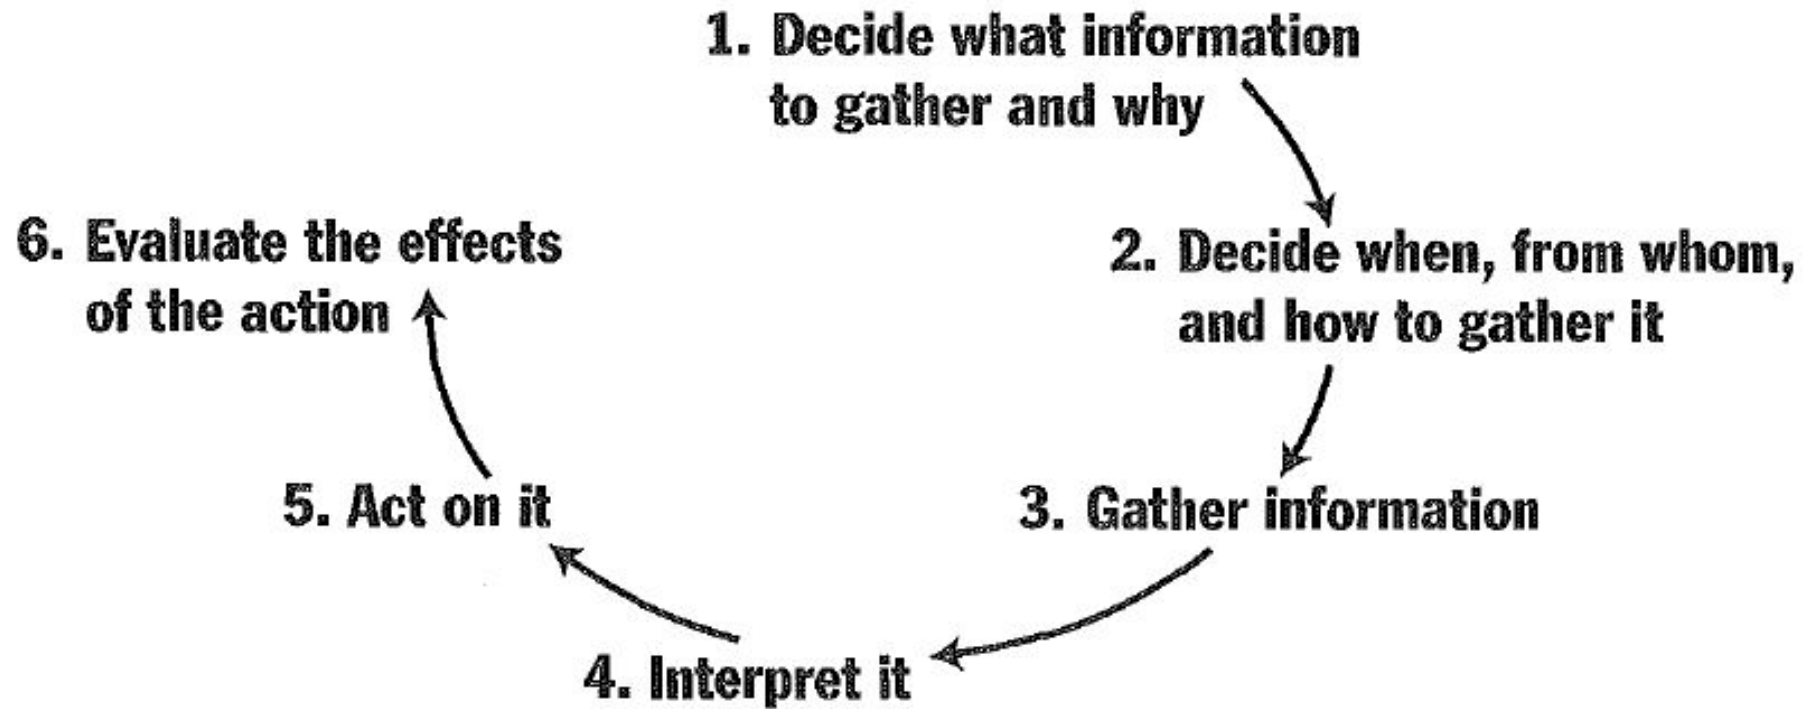 1. Decide what information
to gather and why
2. Decide when, from whom,
and how to gather it
3. Gather information
4. Interpret it
5. Act on it
6. Evaluate the effects
of the action